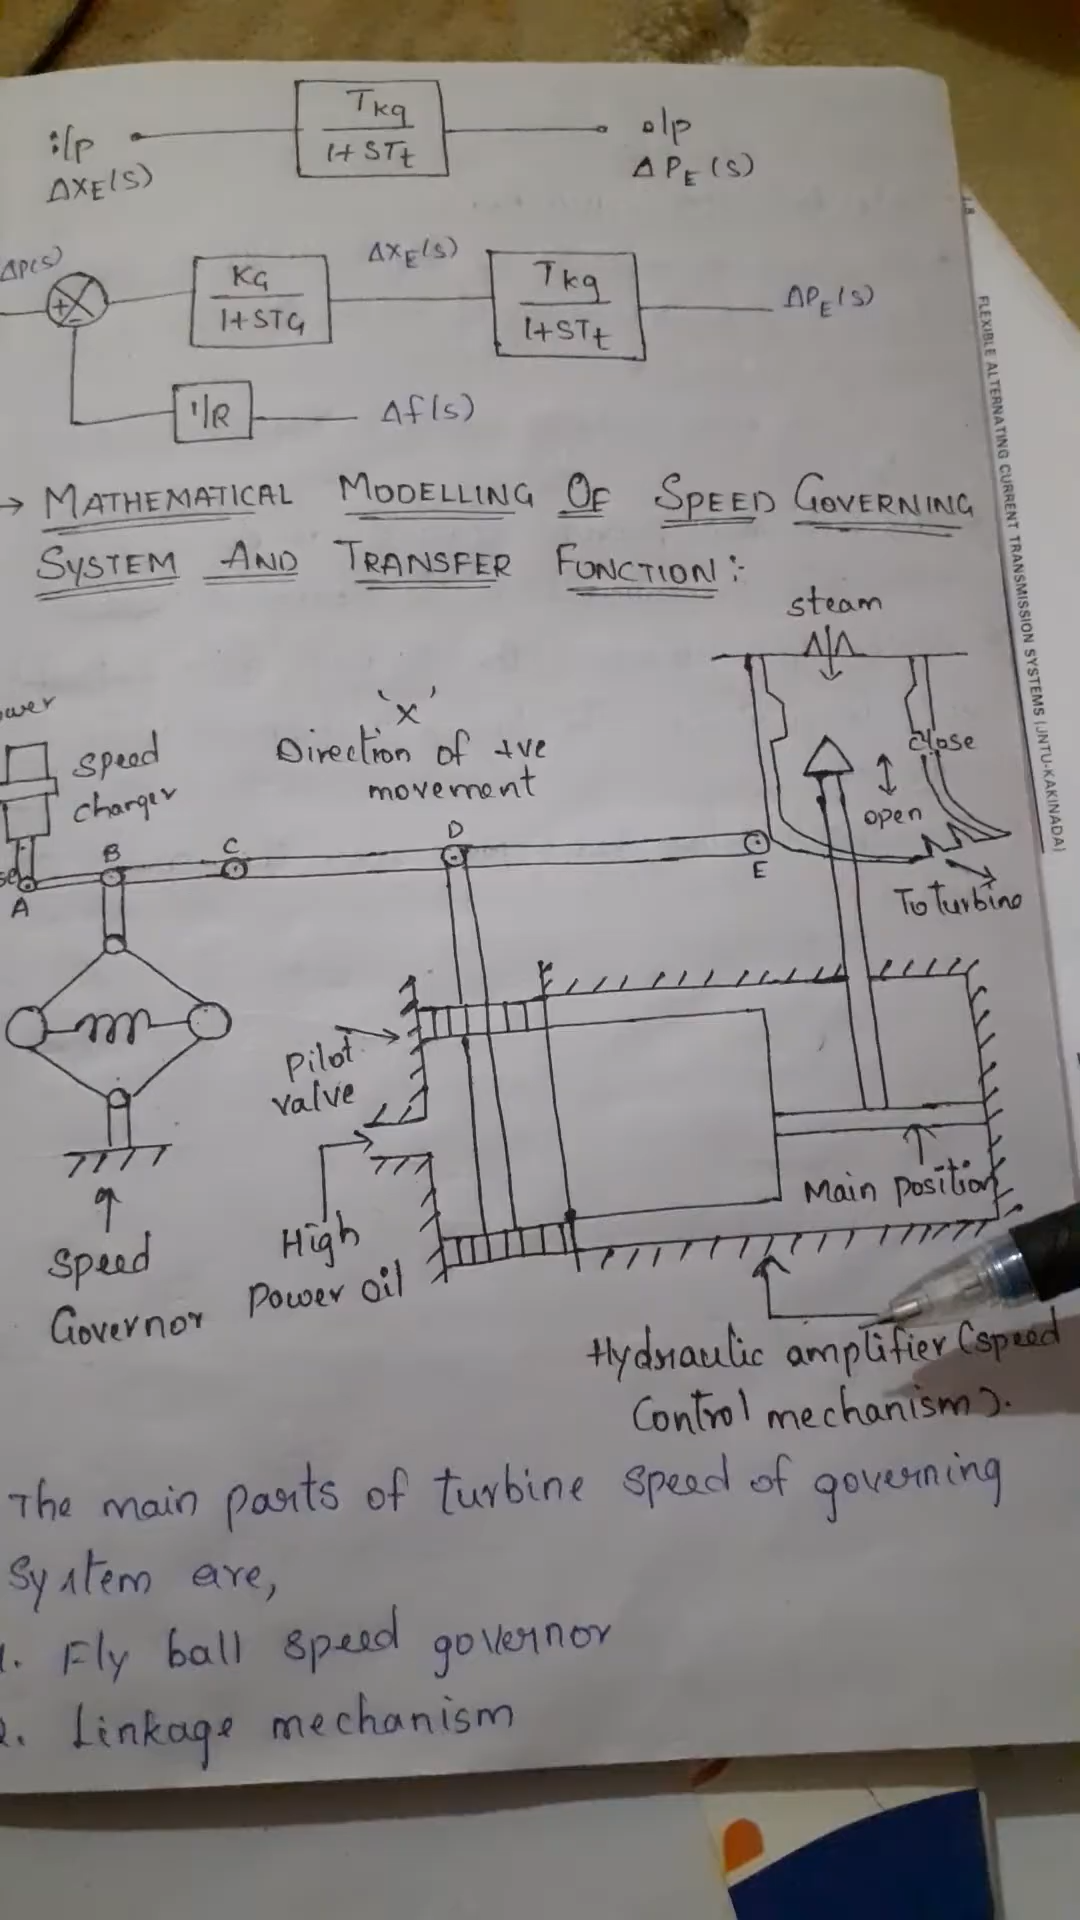 Tkg
i/p
1+STt
o/p
ΔXE(S)
ΔPE(S)
ΔP(S)
KG
1+STG
ΔXE(S)
Tkg
1+STt
ΔPE(S)
+
-
1/R
Δf(S)
→ MATHEMATICAL MODELLING OF SPEED GOVERNING
SYSTEM AND TRANSFER FUNCTION :-
steam
'x'
Direction of +ve
movement
speed
charger
close
open
A
B
C
D
E
To turbine
Pilot
valve
Main position
High
Power oil
Speed
Governor
Hydraulic amplifier (speed
Control mechanism).
The main parts of turbine speed of governing
System are,
1. Fly ball speed governor
2. Linkage mechanism
FLEXIBLE ALTERNATING CURRENT TRANSMISSION SYSTEMS (JNTU-KAKINADA)